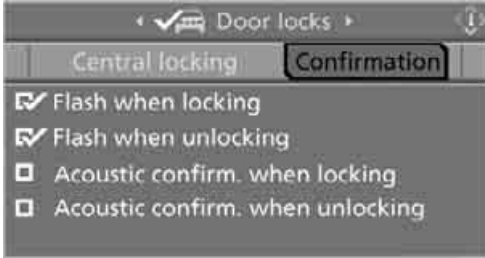 Door locks
Central locking Confirmation
Flash when locking
Flash when unlocking
Acoustic confirm. when locking
Acoustic confirm. when unlocking